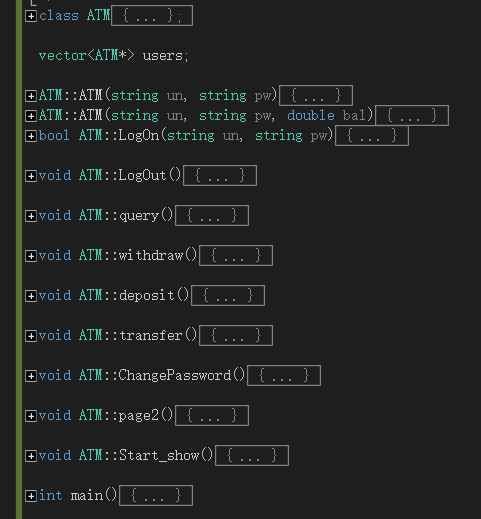 class ATM{ ... };
vector<ATM*> users;
ATM::ATM(string un, string pw){ ... }
ATM::ATM(string un, string pw, double bal){ ... }
bool ATM::LogOn(string un, string pw){ ... }
void ATM::LogOut(){ ... }
void ATM::query(){ ... }
void ATM::withdraw(){ ... }
void ATM::deposit(){ ... }
void ATM::transfer(){ ... }
void ATM::ChangePassword(){ ... }
void ATM::page2(){ ... }
void ATM::Start_show(){ ... }
int main(){ ... }